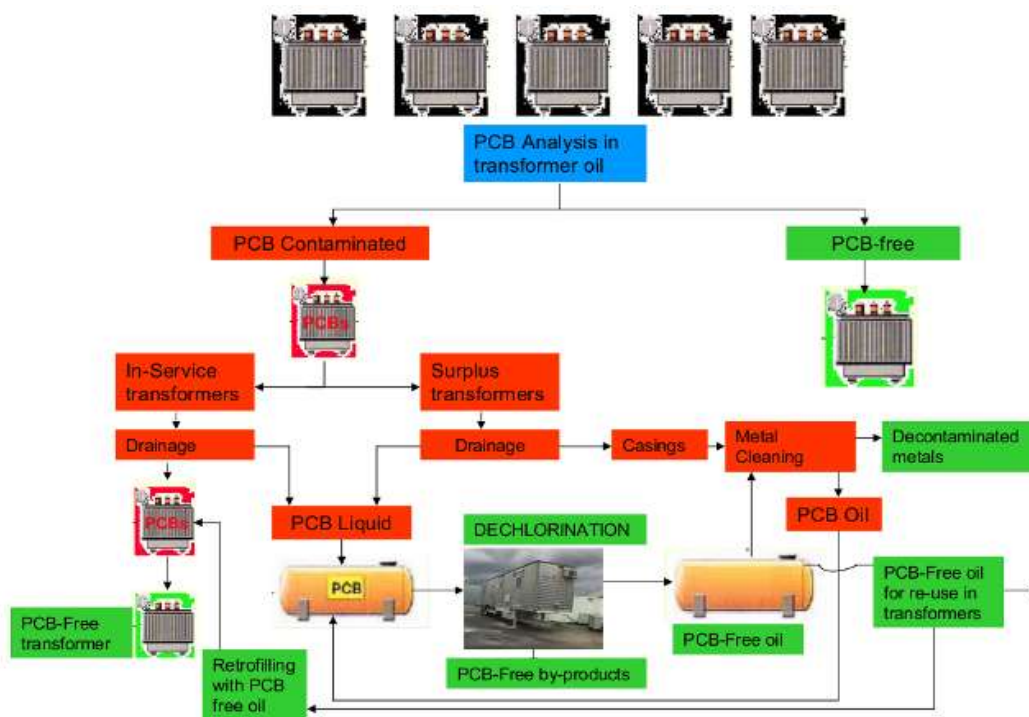 PCB Analysis in
transformer oil
PCB Contaminated
PCB-free
PCBs
In-Service
transformers
Surplus
transformers
Drainage
Drainage
Casings
Metal
Cleaning
Decontaminated
metals
PCBs
PCB Liquid
DECHLORINATION
PCB Oil
PCB
PCB-Free oil
for re-use in
transformers
PCB-Free
transformer
PCB-Free oil
Retrofilling
with PCB
free oil
PCB-Free by-products